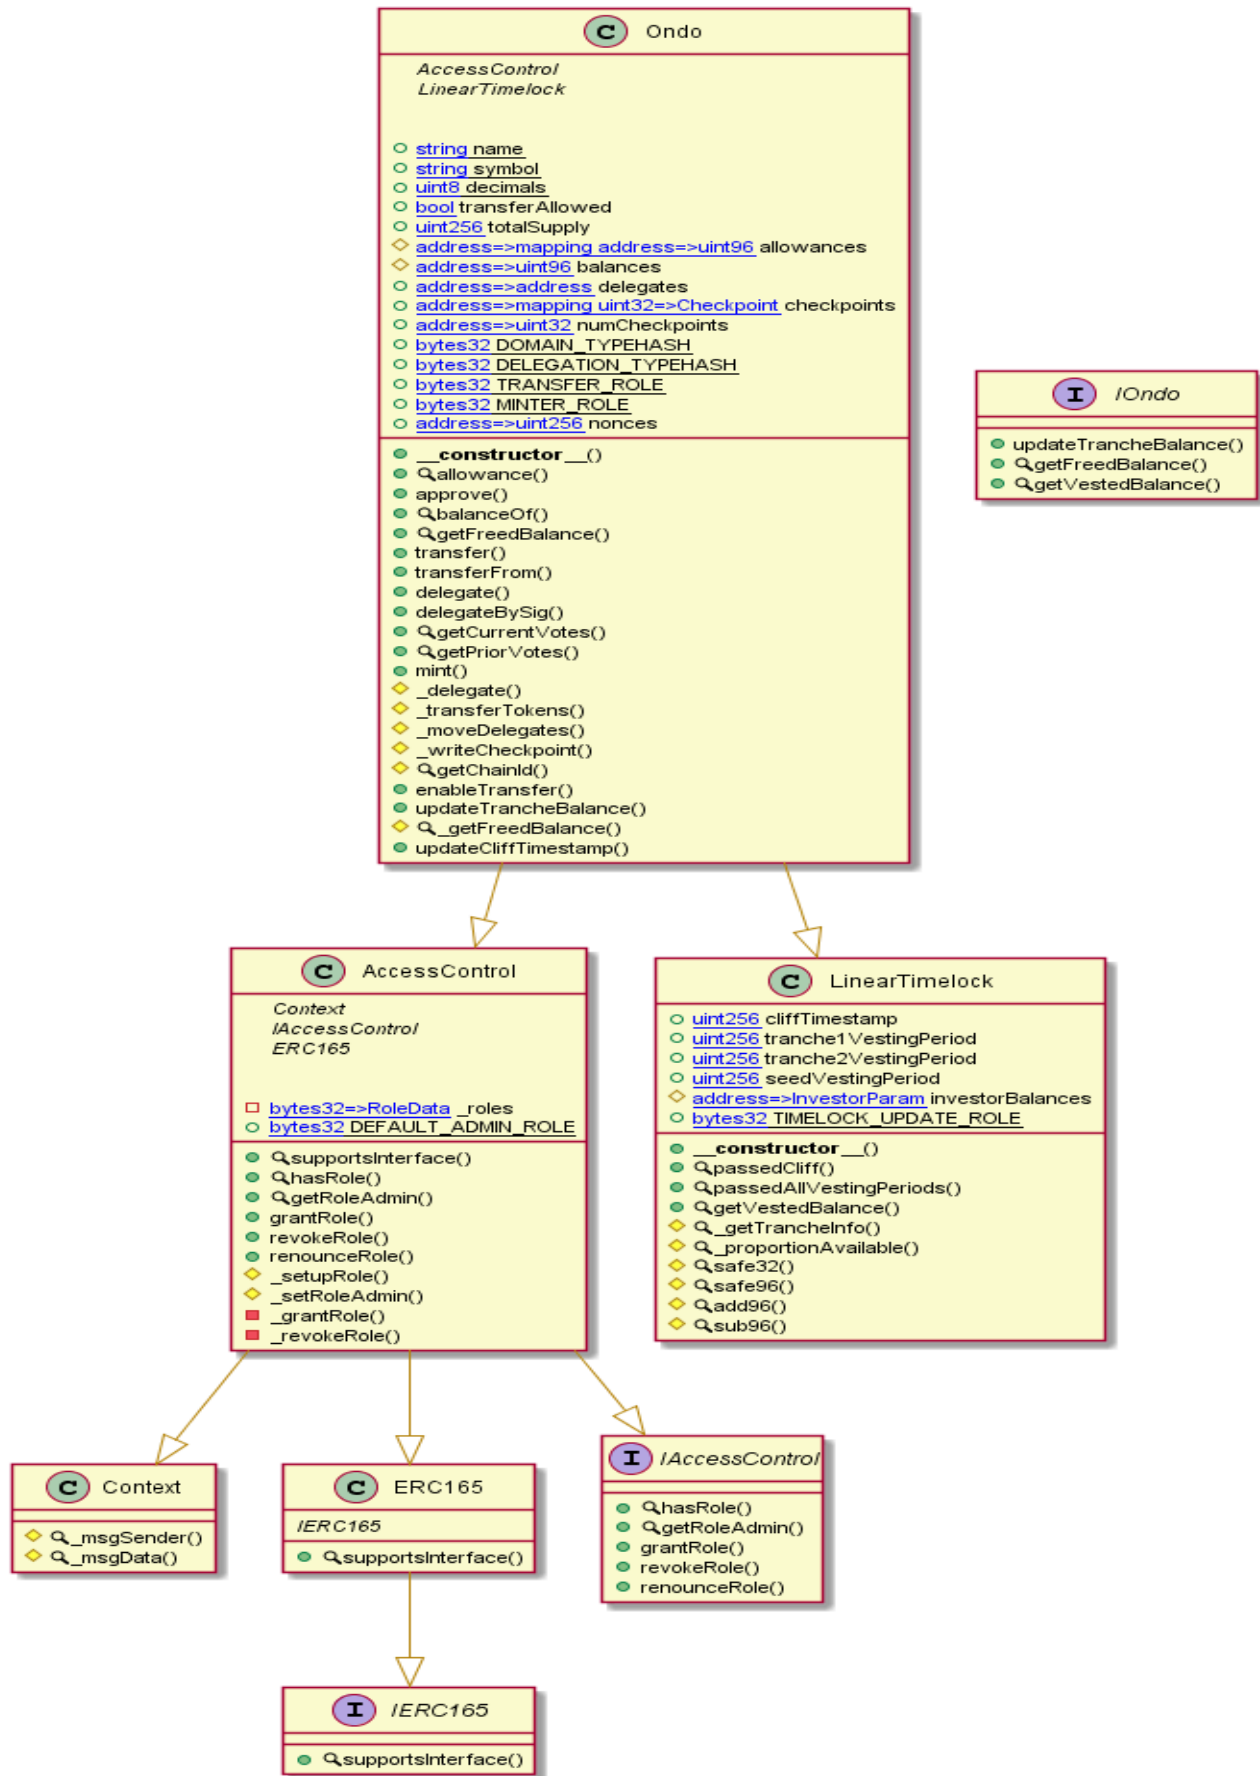 C Ondo
AccessControl
LinearTimelock
string name
string symbol
uint8 decimals
bool transferAllowed
uint256 totalSupply
address=>mapping address=>uint96 allowances
address=>uint96 balances
address=>address delegates
address=>mapping uint32=>Checkpoint checkpoints
address=>uint32 numCheckpoints
bytes32 DOMAIN_TYPEHASH
bytes32 DELEGATION_TYPEHASH
bytes32 TRANSFER_ROLE
bytes32 MINTER_ROLE
address=>uint256 nonces
__constructor__()
allowance()
approve()
balanceOf()
getFreedBalance()
transfer()
transferFrom()
delegate()
delegateBySig()
getCurrentVotes()
getPriorVotes()
mint()
_delegate()
_transferTokens()
_moveDelegates()
_writeCheckpoint()
getChainId()
enableTransfer()
updateTrancheBalance()
_getFreedBalance()
updateCliffTimestamp()
I IOndo
updateTrancheBalance()
getFreedBalance()
getVestedBalance()
C AccessControl
Context
IAccessControl
ERC165
bytes32=>RoleData _roles
bytes32 DEFAULT_ADMIN_ROLE
supportsInterface()
hasRole()
getRoleAdmin()
grantRole()
revokeRole()
renounceRole()
_setupRole()
_setRoleAdmin()
_grantRole()
_revokeRole()
C LinearTimelock
uint256 cliffTimestamp
uint256 tranche1VestingPeriod
uint256 tranche2VestingPeriod
uint256 seedVestingPeriod
address=>InvestorParam investorBalances
bytes32 TIMELOCK_UPDATE_ROLE
__constructor__()
passedCliff()
passedAllVestingPeriods()
getVestedBalance()
_getTrancheInfo()
_proportionAvailable()
safe32()
safe96()
add96()
sub96()
C Context
_msgSender()
_msgData()
C ERC165
IERC165
supportsInterface()
I IAccessControl
hasRole()
getRoleAdmin()
grantRole()
revokeRole()
renounceRole()
I IERC165
supportsInterface()